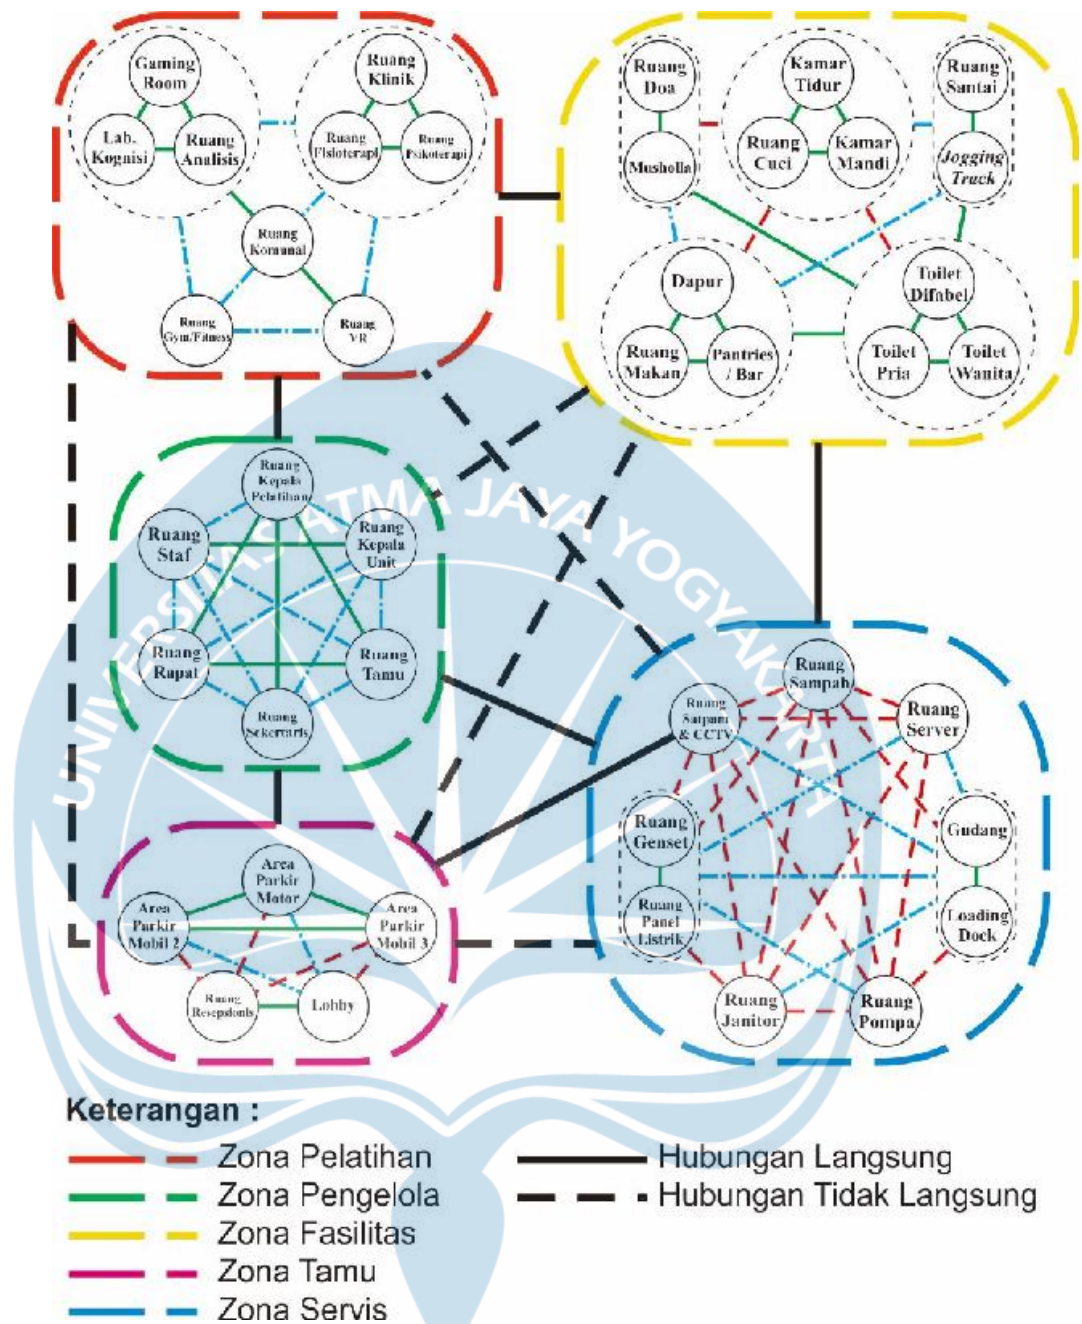 Gaming
Room
Lab.
Kognisi
Ruang
Analisis
Ruang
Klinik
Ruang
Fisioterapi
Ruang
Psikoterapi
Ruang
Komunal
Ruang
Gym/Fitness
Ruang
VR
Ruang
Doa
Musholla
Kamar
Tidur
Ruang
Cuci
Kamar
Mandi
Ruang
Santai
Jogging
Track
Dapur
Ruang
Makan
Pantries
/ Bar
Toilet
Difabel
Toilet
Pria
Toilet
Wanita
Ruang
Kepala
Pelatihan
Ruang
Staf
Ruang
Kepala
Unit
Ruang
Rapat
Ruang
Tamu
Ruang
Sekertaris
UNIVERSITAS ATMA JAYA YOGYAKARTA
Ruang
Sampah
Ruang
Satpam
& CCTV
Ruang
Server
Ruang
Genset
Ruang
Panel
Listrik
Gudang
Loading
Dock
Ruang
Janitor
Ruang
Pompa
Area
Parkir
Motor
Area
Parkir
Mobil 2
Area
Parkir
Mobil 3
Ruang
Resepsionis
Lobby
Keterangan :
Zona Pelatihan
Zona Pengelola
Zona Fasilitas
Zona Tamu
Zona Servis
Hubungan Langsung
Hubungan Tidak Langsung